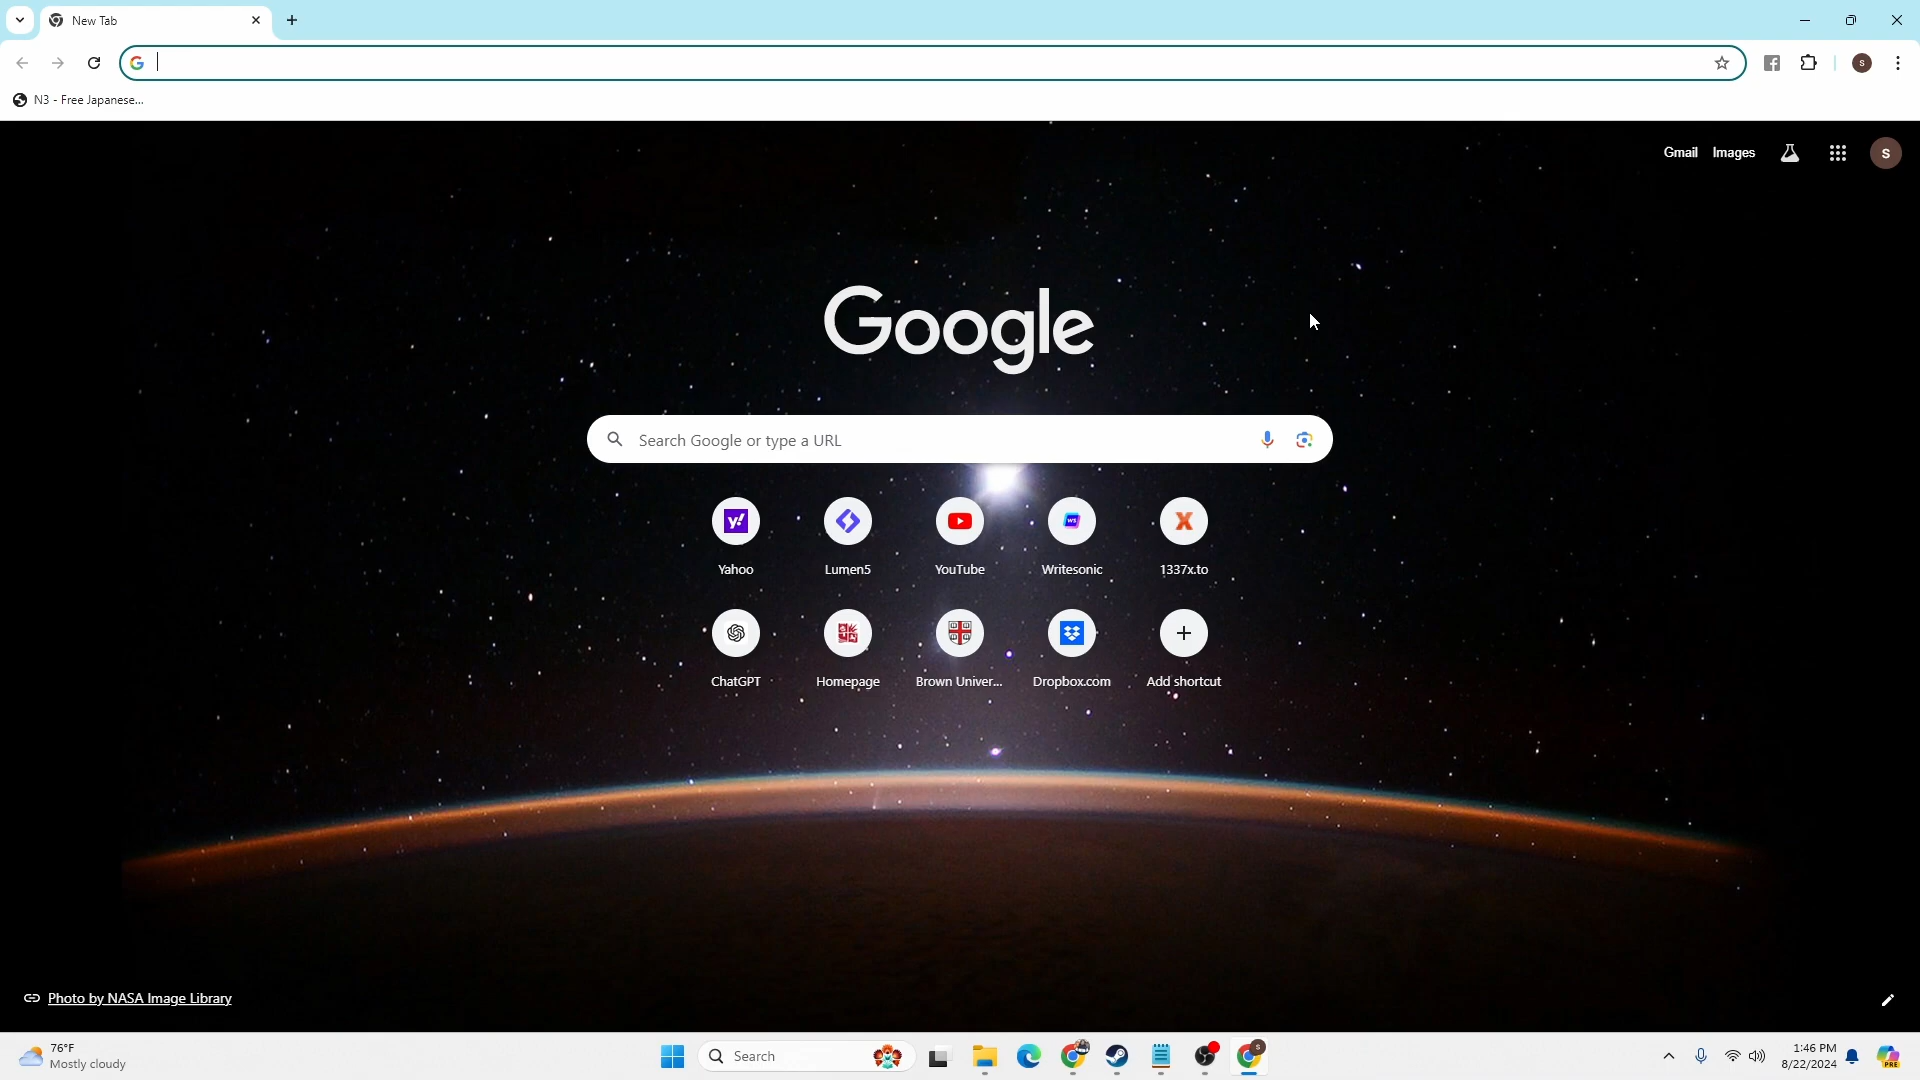 New Tab
N3 - Free Japanese...
Gmail Images
S
S
Google
Search Google or type a URL
Yahoo Lumen5 YouTube Writesonic 1337x.to
ChatGPT Homepage Brown Univer... Dropbox.com Add shortcut
Photo by NASA Image Library
76°F
Mostly cloudy
Search
1:46 PM
8/22/2024